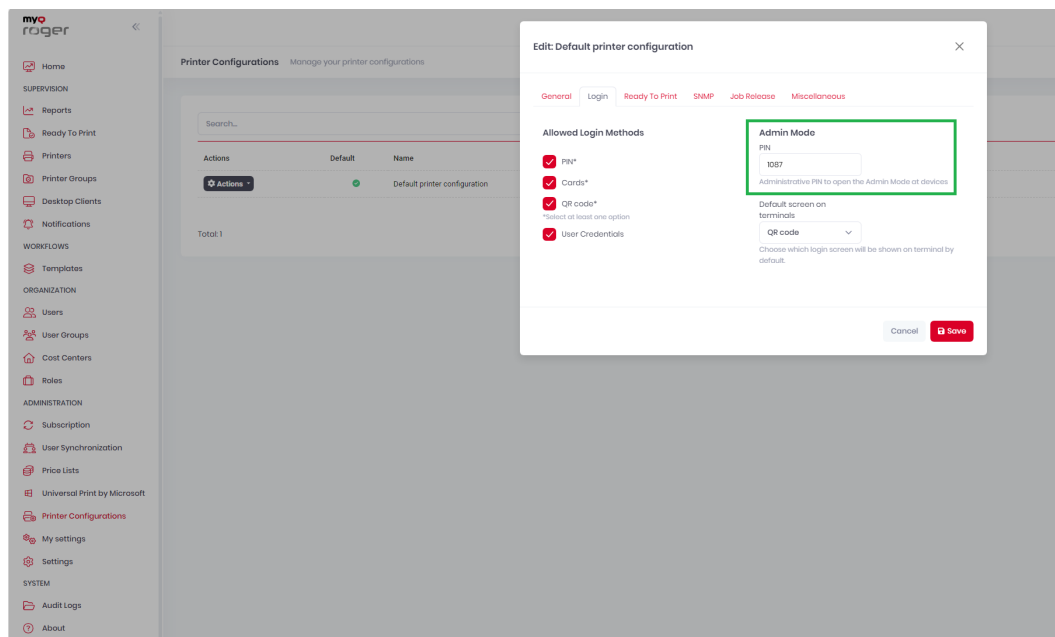 myQ
roger
Home
SUPERVISION
Reports
Ready To Print
Printers
Printer Groups
Desktop Clients
Notifications
WORKFLOWS
Templates
ORGANIZATION
Users
User Groups
Cost Centers
Roles
ADMINISTRATION
Subscription
User Synchronization
Price Lists
Universal Print by Microsoft
Printer Configurations
My settings
Settings
SYSTEM
Audit Logs
About
Printer Configurations Manage your printer configurations
Search...
Actions Default Name
Actions Default printer configuration
Total: 1
Edit: Default printer configuration
General Login Ready To Print SNMP Job Release Miscellaneous
Allowed Login Methods
PIN*
Cards*
QR code*
*Select at least one option
User Credentials
Admin Mode
PIN
1087
Administrative PIN to open the Admin Mode at devices
Default screen on
terminals
QR code
Choose which login screen will be shown on terminal by
default.
Cancel Save